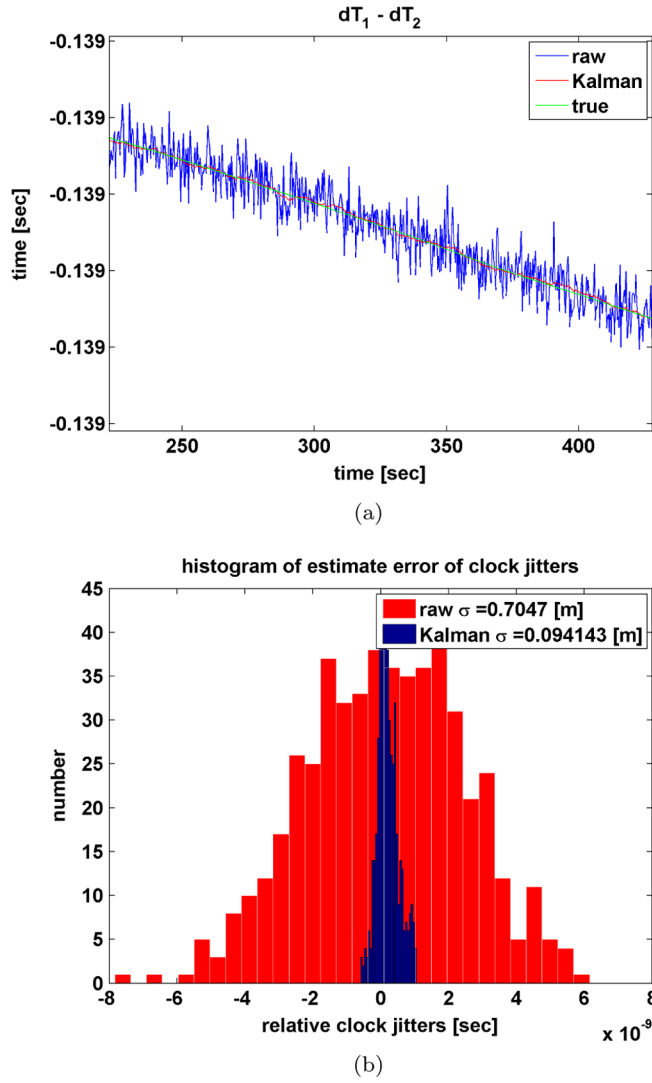 dT₁ - dT₂
-0.139
-0.139
-0.139
-0.139
-0.139
-0.139
time [sec]
raw
Kalman
true
250 300 350 400
time [sec]
(a)
histogram of estimate error of clock jitters
45
40
35
30
25
20
15
10
5
0
number
raw σ =0.7047 [m]
Kalman σ =0.094143 [m]
-8 -6 -4 -2 0 2 4 6 8
relative clock jitters [sec]
x 10⁻⁹
(b)